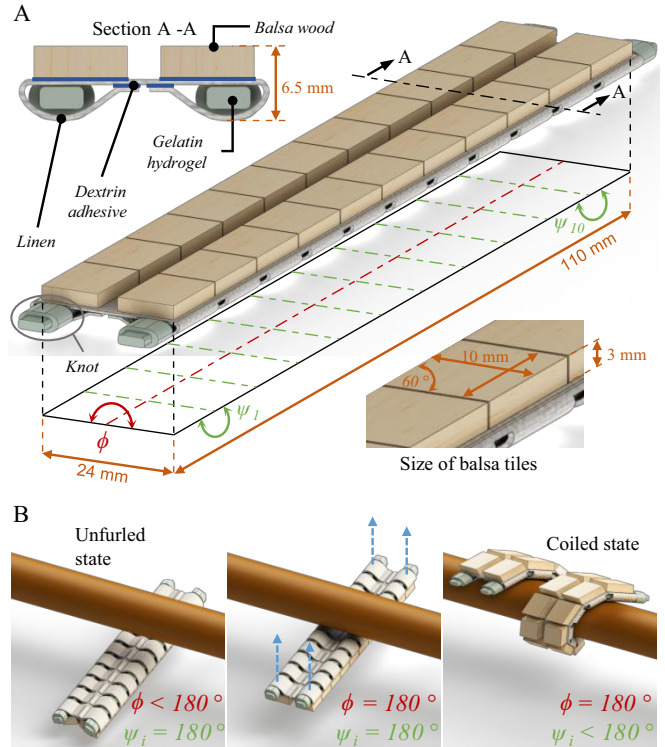 A
Section A -A
Balsa wood
6.5 mm
Gelatin
hydrogel
Dextrin
adhesive
Linen
A
A
ψ10
110 mm
Knot
ψ1
ϕ
24 mm
10 mm
3 mm
60 °
Size of balsa tiles
B
Unfurled
state
Coiled state
ϕ < 180 °
ψi = 180 °
ϕ = 180 °
ψi = 180 °
ϕ = 180 °
ψi < 180 °